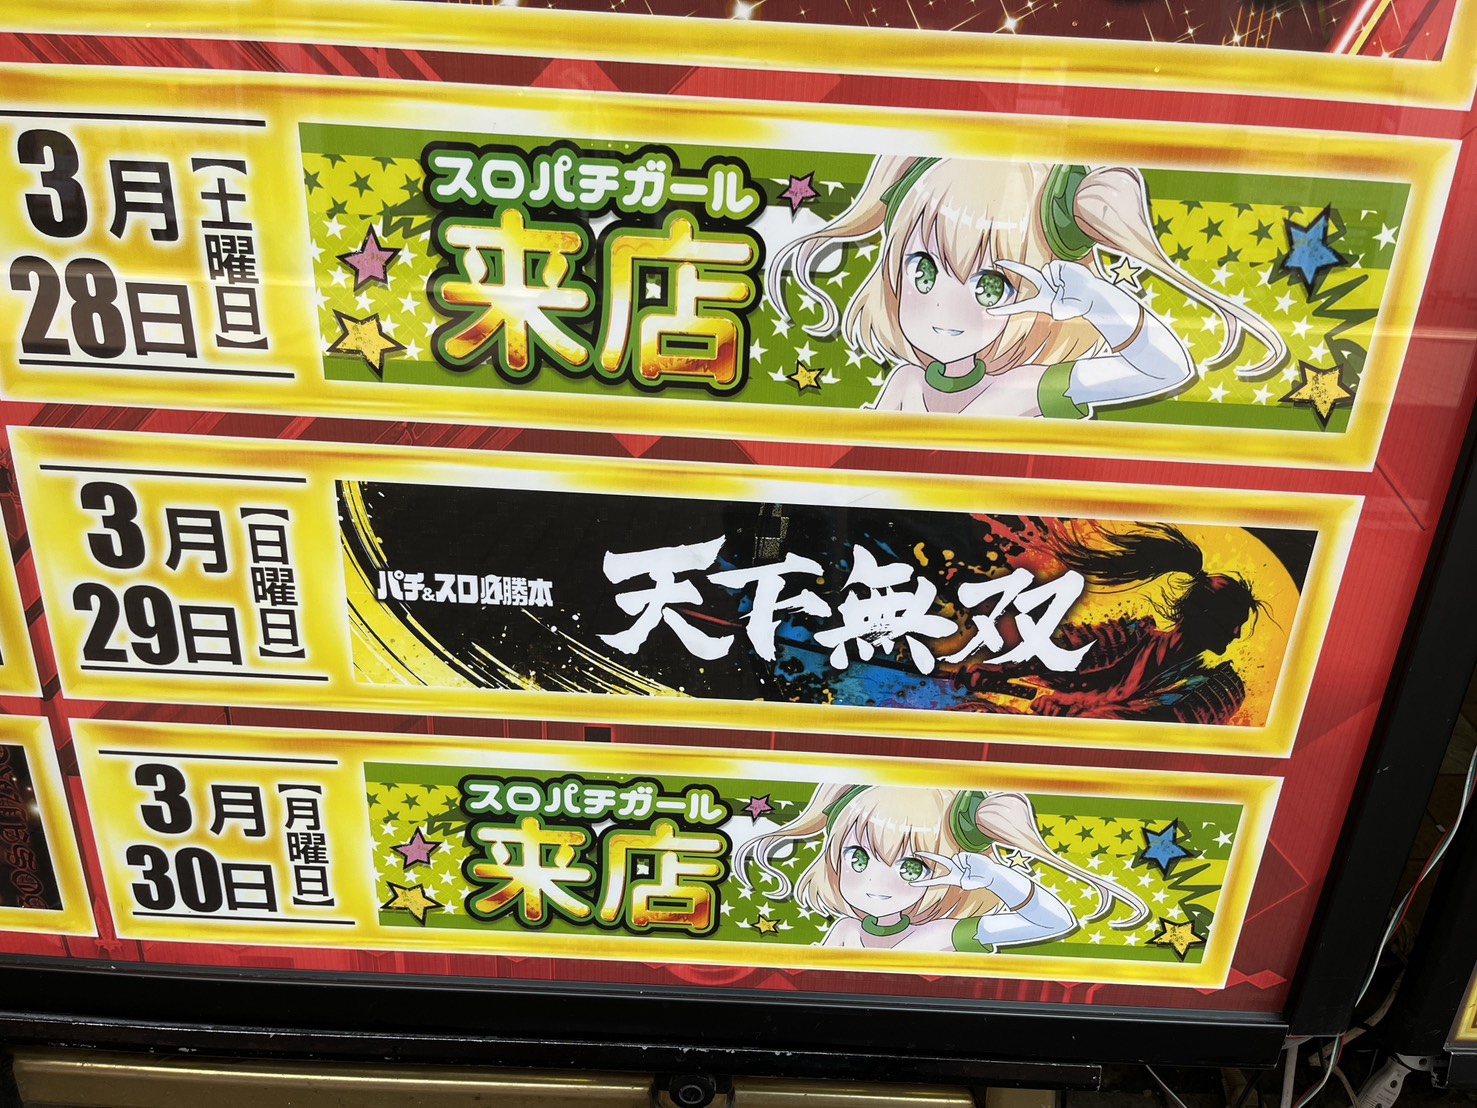 3月
28日
【土曜日】
スロパチガール
来店
3月
29日
【日曜日】
パチ&スロ必勝本
天下無双
3月
30日
【月曜日】
スロパチガール
来店